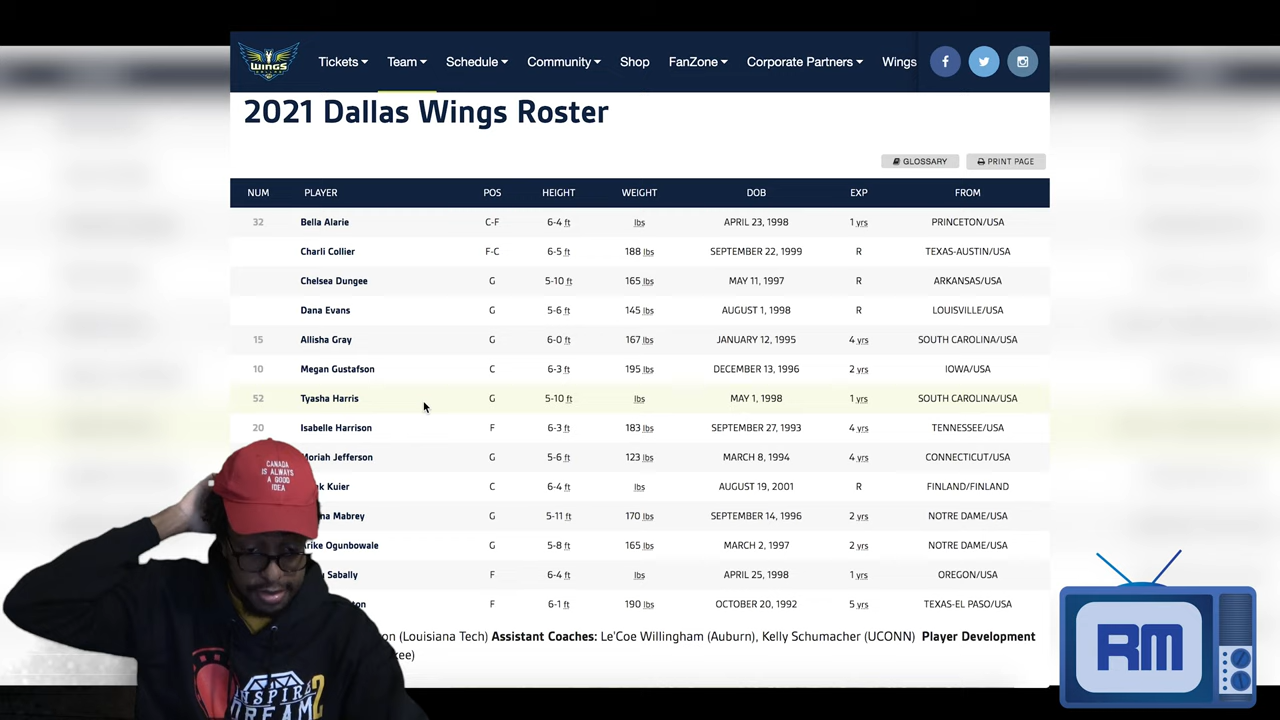 WINGS Tickets Team Schedule Community Shop FanZone Corporate Partners Wings
2021 Dallas Wings Roster
GLOSSARY PRINT PAGE
NUM PLAYER POS HEIGHT WEIGHT DOB EXP FROM
32 Bella Alarie C-F 6-4 ft lbs APRIL 23, 1998 1 yrs PRINCETON/USA
Charli Collier F-C 6-5 ft 188 lbs SEPTEMBER 22, 1999 R TEXAS-AUSTIN/USA
Chelsea Dungee G 5-10 ft 165 lbs MAY 11, 1997 R ARKANSAS/USA
Dana Evans G 5-6 ft 145 lbs AUGUST 1, 1998 R LOUISVILLE/USA
15 Allisha Gray G 6-0 ft 167 lbs JANUARY 12, 1995 4 yrs SOUTH CAROLINA/USA
10 Megan Gustafson C 6-3 ft 195 lbs DECEMBER 13, 1996 2 yrs IOWA/USA
52 Tyasha Harris G 5-10 ft lbs MAY 1, 1998 1 yrs SOUTH CAROLINA/USA
20 Isabelle Harrison F 6-3 ft 183 lbs SEPTEMBER 27, 1993 4 yrs TENNESSEE/USA
Moriah Jefferson G 5-6 ft 123 lbs MARCH 8, 1994 4 yrs CONNECTICUT/USA
Kuier C 6-4 ft lbs AUGUST 19, 2001 R FINLAND/FINLAND
Mabrey G 5-11 ft 170 lbs SEPTEMBER 14, 1996 2 yrs NOTRE DAME/USA
Arike Ogunbowale G 5-8 ft 165 lbs MARCH 2, 1997 2 yrs NOTRE DAME/USA
Sabally F 6-4 ft lbs APRIL 25, 1998 1 yrs OREGON/USA
F 6-1 ft 190 lbs OCTOBER 20, 1992 5 yrs TEXAS-EL PASO/USA
(Louisiana Tech) Assistant Coaches: Le'Coe Willingham (Auburn), Kelly Schumacher (UCONN) Player Development
CANADA
IS ALWAYS
A GOOD
IDEA
INSPIRE
DREAM 2
RM